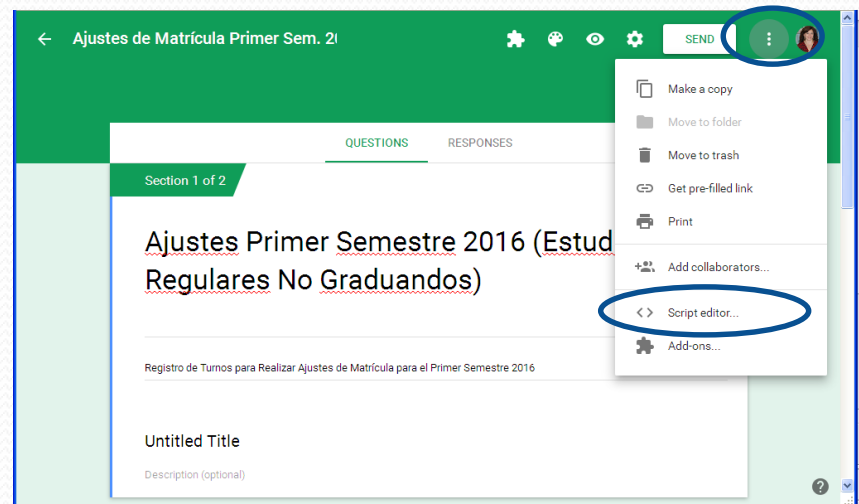 Ajustes de Matrícula Primer Sem. 20
SEND
Make a copy
Move to folder
Move to trash
Get pre-filled link
Print
Add collaborators...
Script editor...
Add-ons...
QUESTIONS RESPONSES
Section 1 of 2
Ajustes Primer Semestre 2016 (Estud
Regulares No Graduandos)
Registro de Turnos para Realizar Ajustes de Matrícula para el Primer Semestre 2016
Untitled Title
Description (optional)